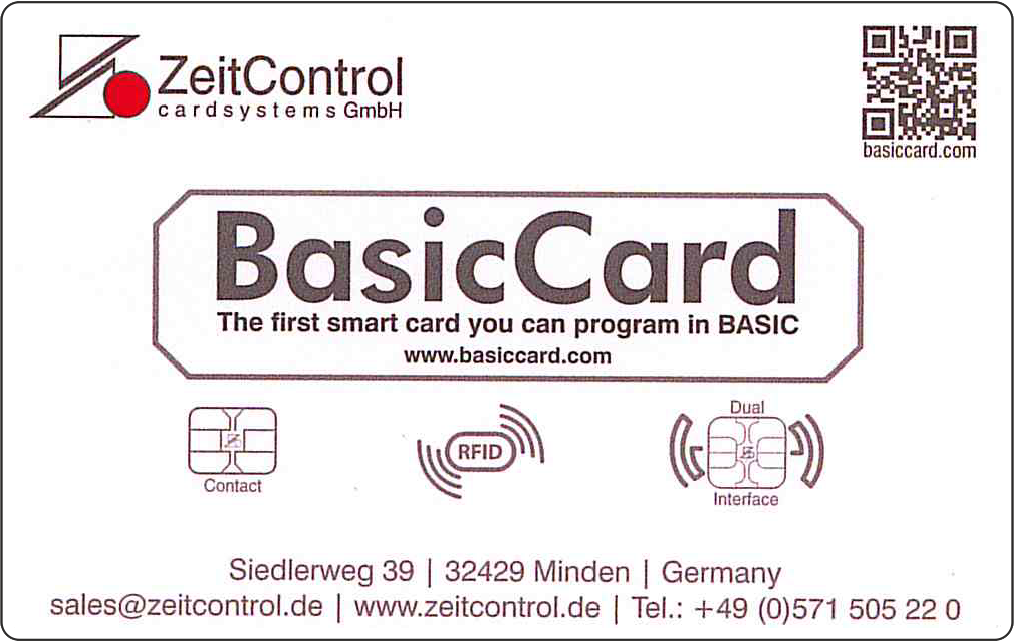 ZeitControl
cardsystems GmbH
basiccard.com
BasicCard
The first smart card you can program in BASIC
www.basiccard.com
Contact
RFID
Dual
Interface
Siedlerweg 39 | 32429 Minden | Germany
sales@zeitcontrol.de | www.zeitcontrol.de | Tel.: +49 (0)571 505 22 0